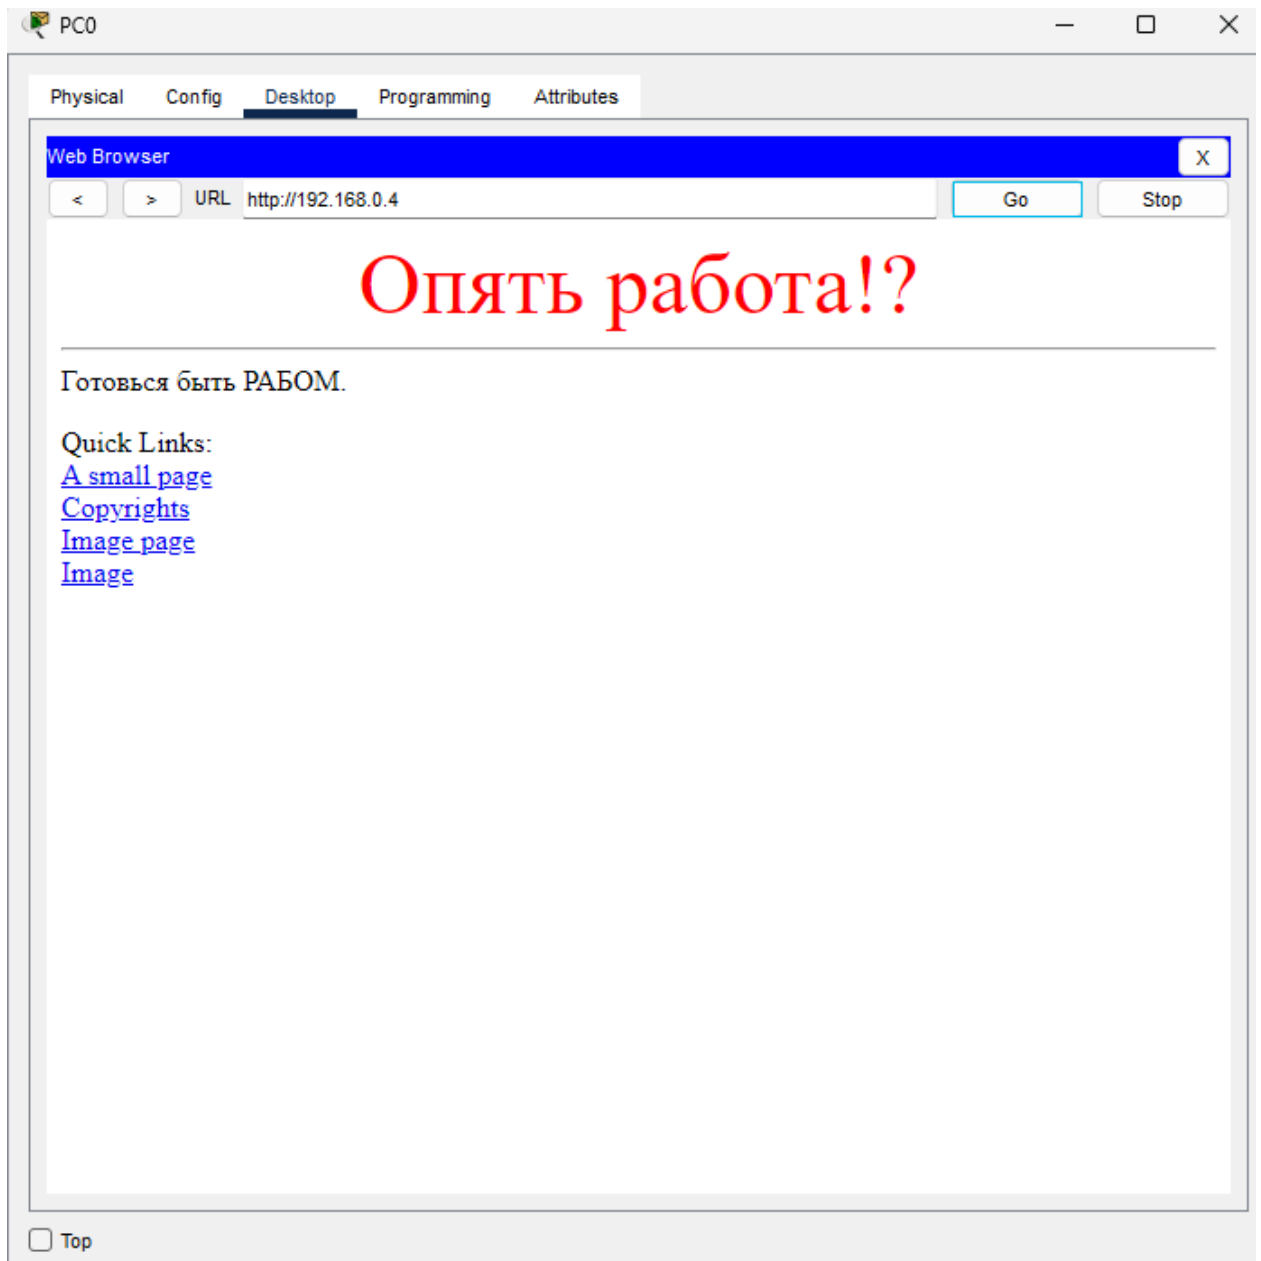 PC0
Physical Config Desktop Programming Attributes
Web Browser X
< > URL http://192.168.0.4 Go Stop
Опять работа!?
Готовься быть РАБОМ.
Quick Links:
A small page
Copyrights
Image page
Image
Top